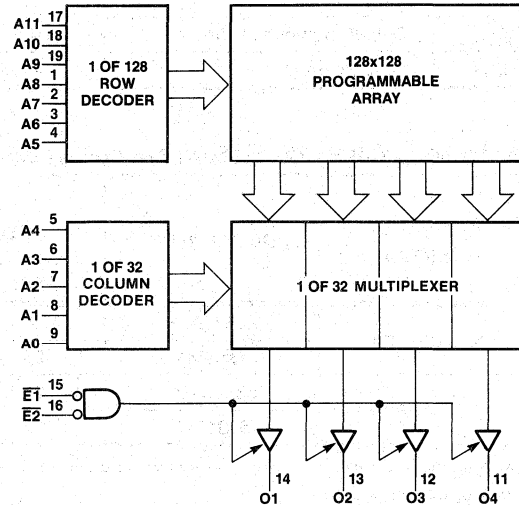 A11 17
A10 18
A9 19
A8 1
A7 2
A6 3
A5 4
1 OF 128
ROW
DECODER
128x128
PROGRAMMABLE
ARRAY
A4 5
A3 6
A2 7
A1 8
A0 9
1 OF 32
COLUMN
DECODER
1 OF 32 MULTIPLEXER
E1 15
E2 16
14 13 12 11
O1 O2 O3 O4